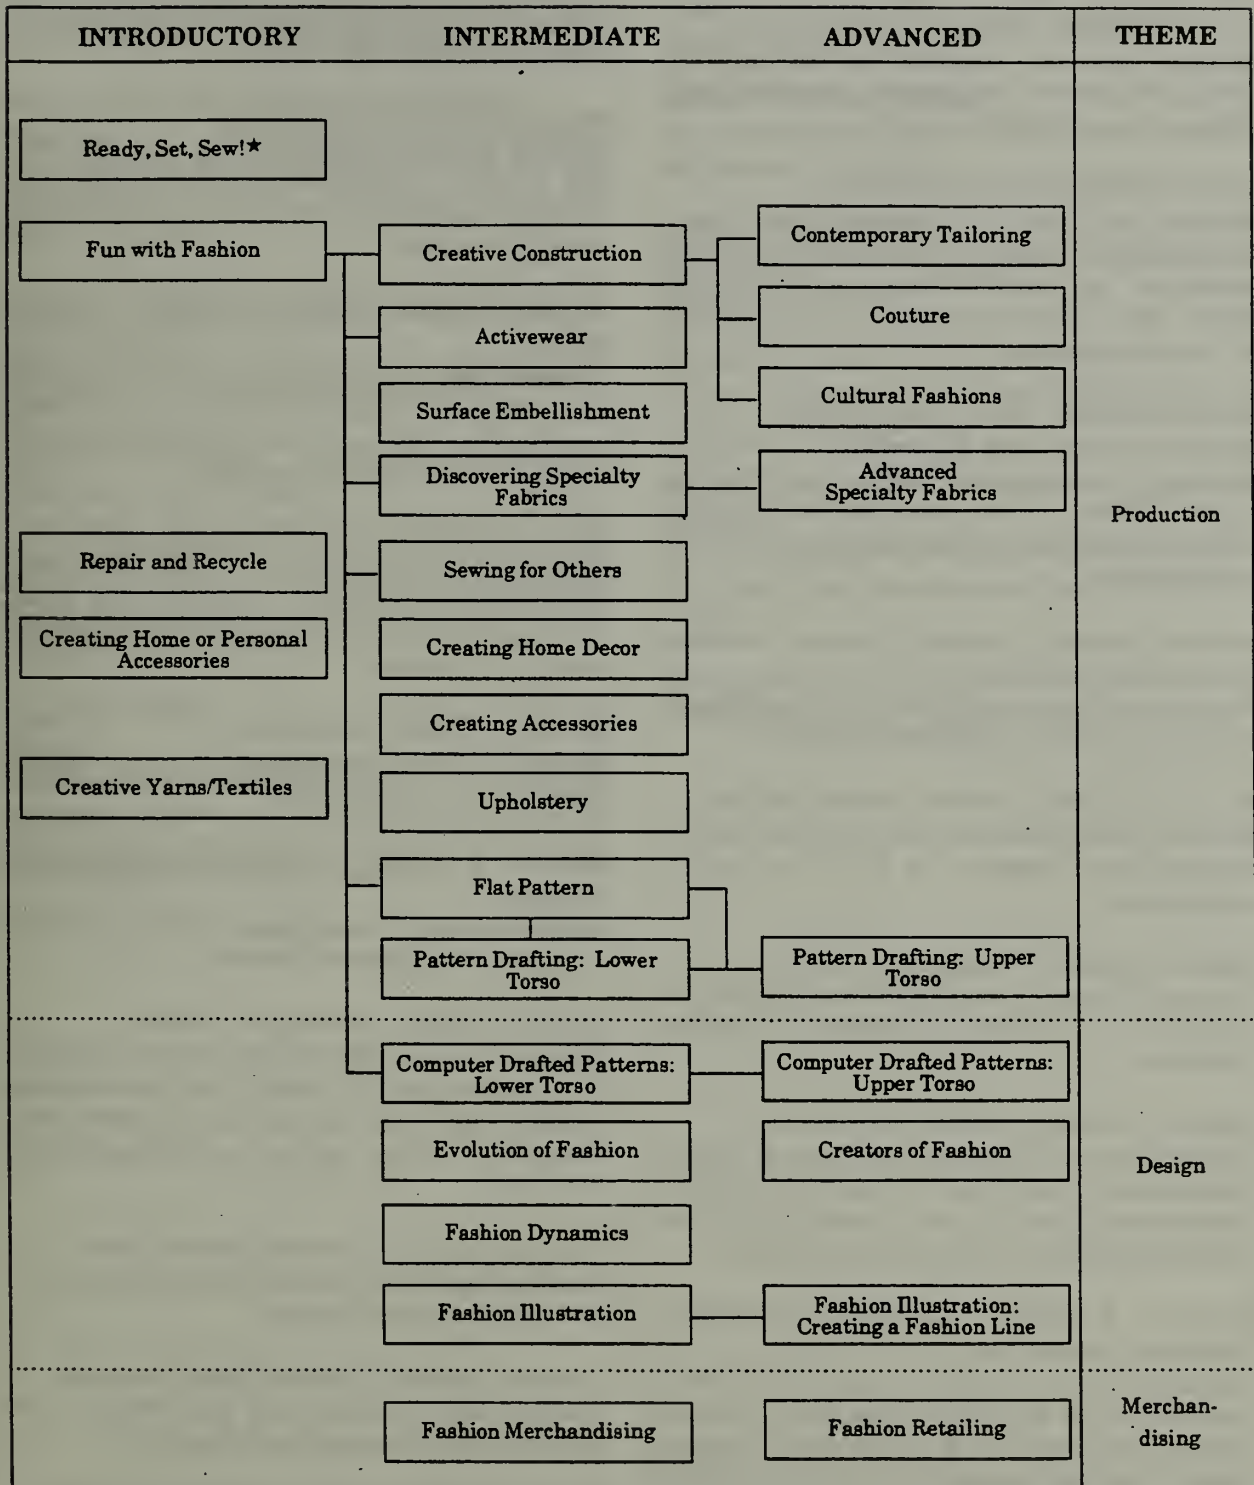 INTRODUCTORY INTERMEDIATE ADVANCED THEME
Ready, Set, Sew!★
Fun with Fashion
Creative Construction
Contemporary Tailoring
Activewear
Couture
Surface Embellishment
Cultural Fashions
Discovering Specialty
Fabrics
Advanced
Specialty Fabrics
Production
Repair and Recycle
Sewing for Others
Creating Home or Personal
Accessories
Creating Home Decor
Creating Accessories
Creative Yarns/Textiles
Upholstery
Flat Pattern
Pattern Drafting: Lower
Torso
Pattern Drafting: Upper
Torso
Computer Drafted Patterns:
Lower Torso
Computer Drafted Patterns:
Upper Torso
Evolution of Fashion
Creators of Fashion
Design
Fashion Dynamics
Fashion Illustration
Fashion Illustration:
Creating a Fashion Line
Fashion Merchandising
Fashion Retailing
Merchan-
dising